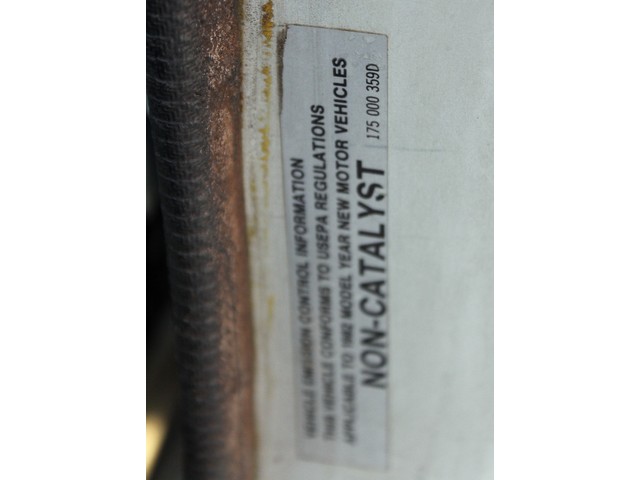 VEHICLE EMISSION CONTROL INFORMATION
THIS VEHICLE CONFORMS TO USEPA REGULATIONS
APPLICABLE TO 1982 MODEL YEAR NEW MOTOR VEHICLES
NON-CATALYST
175 000 359D